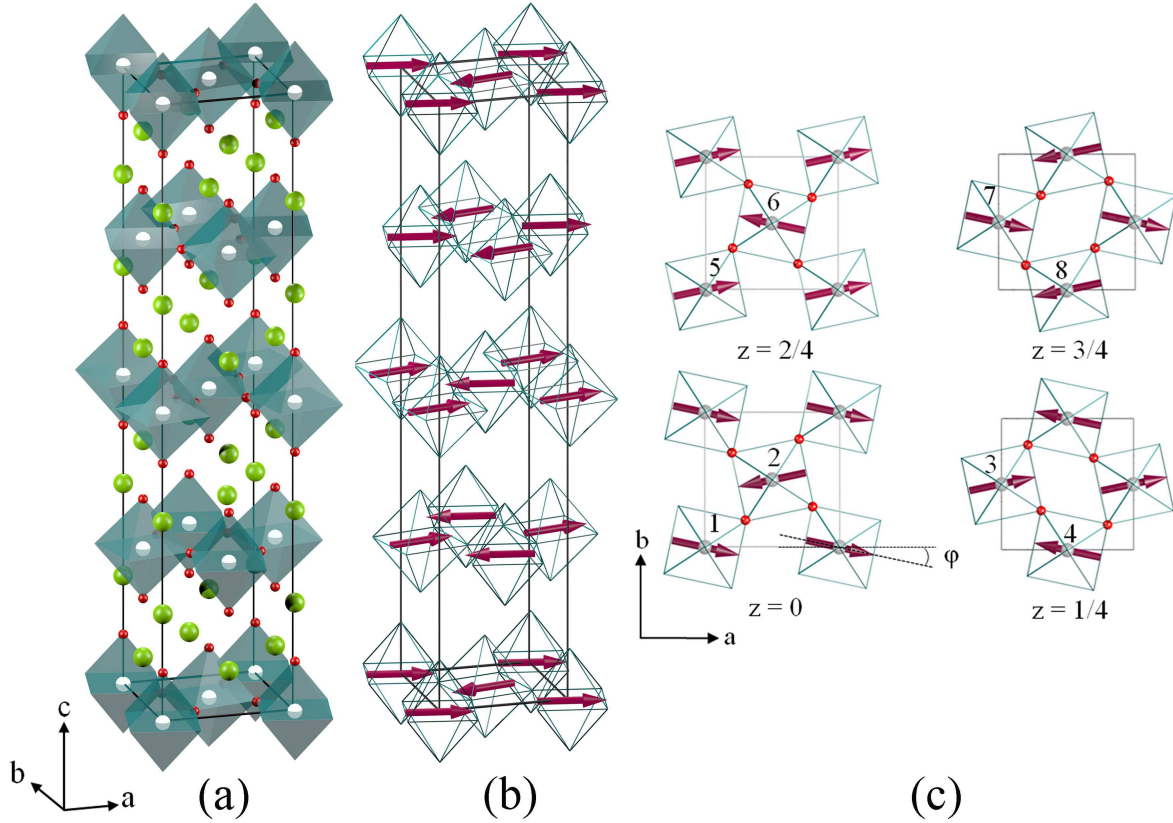 c
b
a
(a)
(b)
6
5
z = 2/4
7
8
z = 3/4
2
1
φ
b
a
z = 0
3
4
z = 1/4
(c)